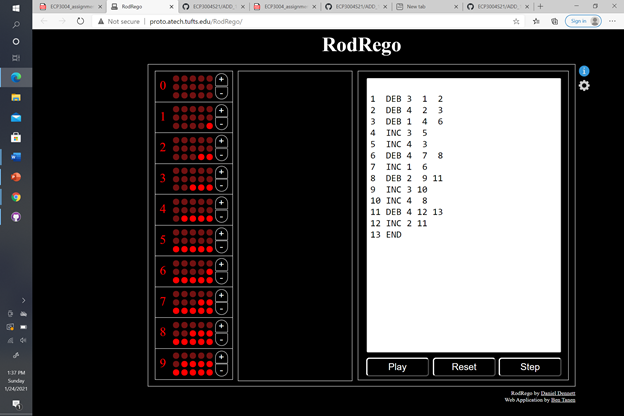 ECP3004_assignme
RodRego
ECP3004S21/ADD_
ECP3004_assignme
ECP3004S21/ADD_
New tab
ECP3004S21/ADD_
Not secure | proto.atech.tufts.edu/RodRego/
Sign in
RodRego
0 + -
1 + -
2 + -
3 + -
4 + -
5 + -
6 + -
7 + -
8 + -
9 + -
1 DEB 3 1 2
2 DEB 4 2 3
3 DEB 1 4 6
4 INC 3 5
5 INC 4 3
6 DEB 4 7 8
7 INC 1 6
8 DEB 2 9 11
9 INC 3 10
10 INC 4 8
11 DEB 4 12 13
12 INC 2 11
13 END
Play Reset Step
RodRego by Daniel Dennett
Web Application by Ben Tanen
1:37 PM
Sunday
1/24/2021